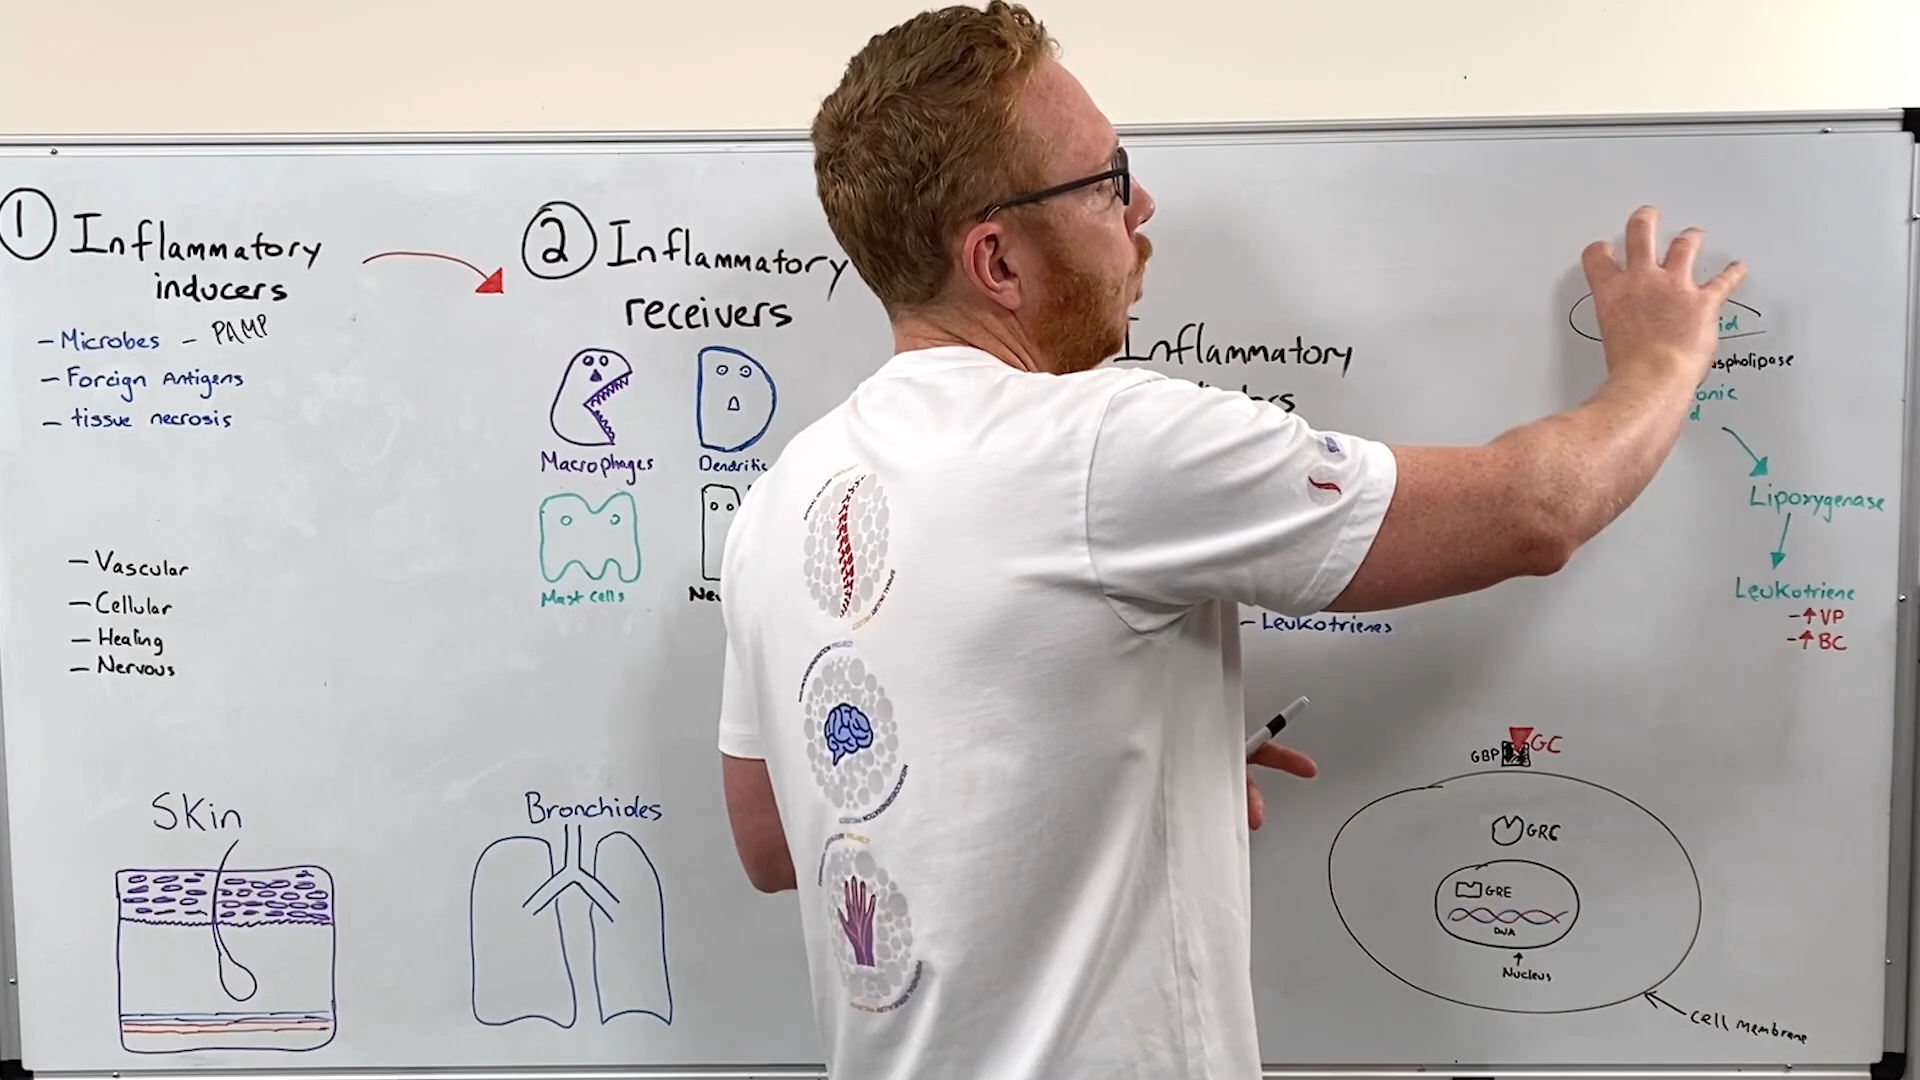 1 Inflammatory
inducers
- Microbes - PAMP
- Foreign Antigens
- tissue necrosis
- Vascular
- Cellular
- Healing
- Nervous
2 Inflammatory
receivers
Macrophages
Dendritic
Mast cells
Inflammatory
- Leukotrienes
Lipoxygenase
Leukotriene
- ↑ VP
- ↑ BC
Skin
Bronchides
GBP GC
GRC
GRE
DNA
Nucleus
cell membrane